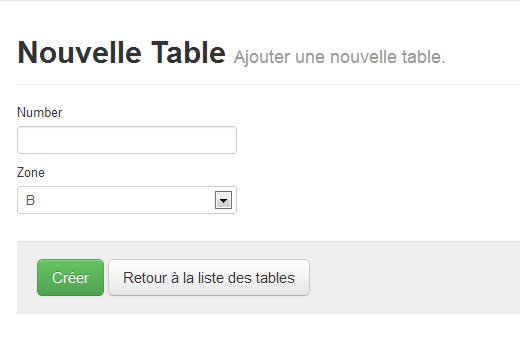 Nouvelle Table Ajouter une nouvelle table.
Number
Zone
B
Créer Retour à la liste des tables